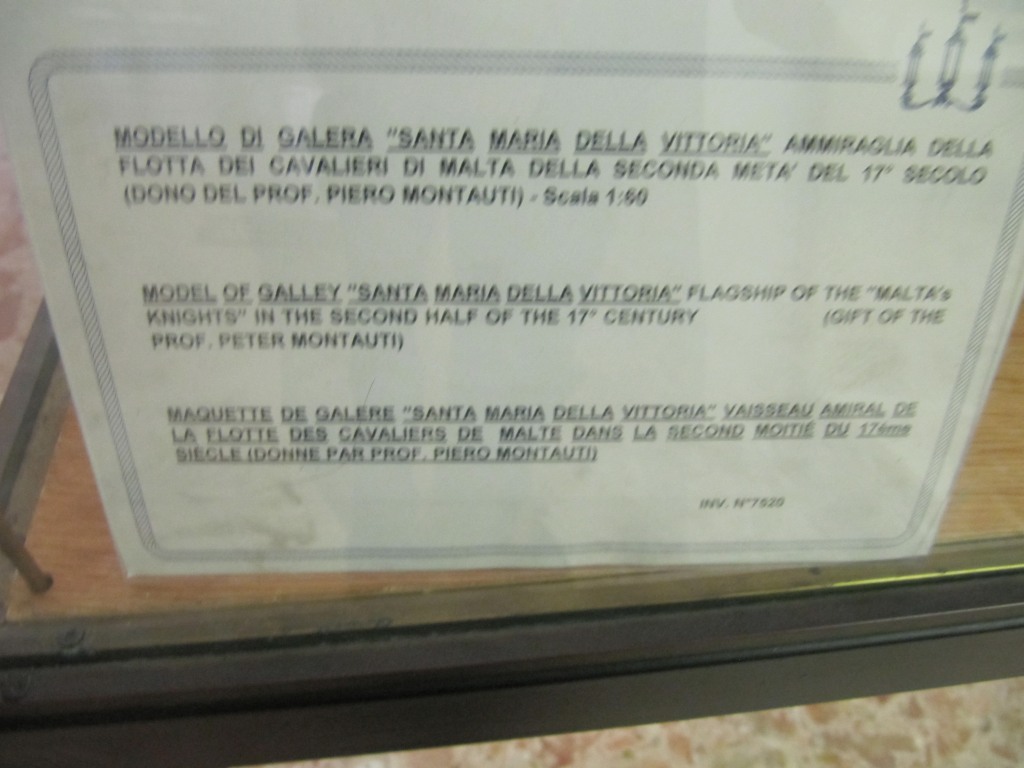 MODELLO DI GALERA "SANTA MARIA DELLA VITTORIA" AMMIRAGLIA DELLA
FLOTTA DEI CAVALIERI DI MALTA DELLA SECONDA META' DEL 17° SECOLO
(DONO DEL PROF. PIERO MONTAUTI) - Scala 1:60
MODEL OF GALLEY "SANTA MARIA DELLA VITTORIA" FLAGSHIP OF THE "MALTA's
KNIGHTS" IN THE SECOND HALF OF THE 17° CENTURY (GIFT OF THE
PROF. PETER MONTAUTI)
MAQUETTE DE GALERE "SANTA MARIA DELLA VITTORIA" VAISSEAU AMIRAL DE
LA FLOTTE DES CAVALIERS DE MALTE DANS LA SECOND MOITIÉ DU 17ème
SIÈCLE (DONNE PAR PROF. PIERO MONTAUTI)
INV. N°7520